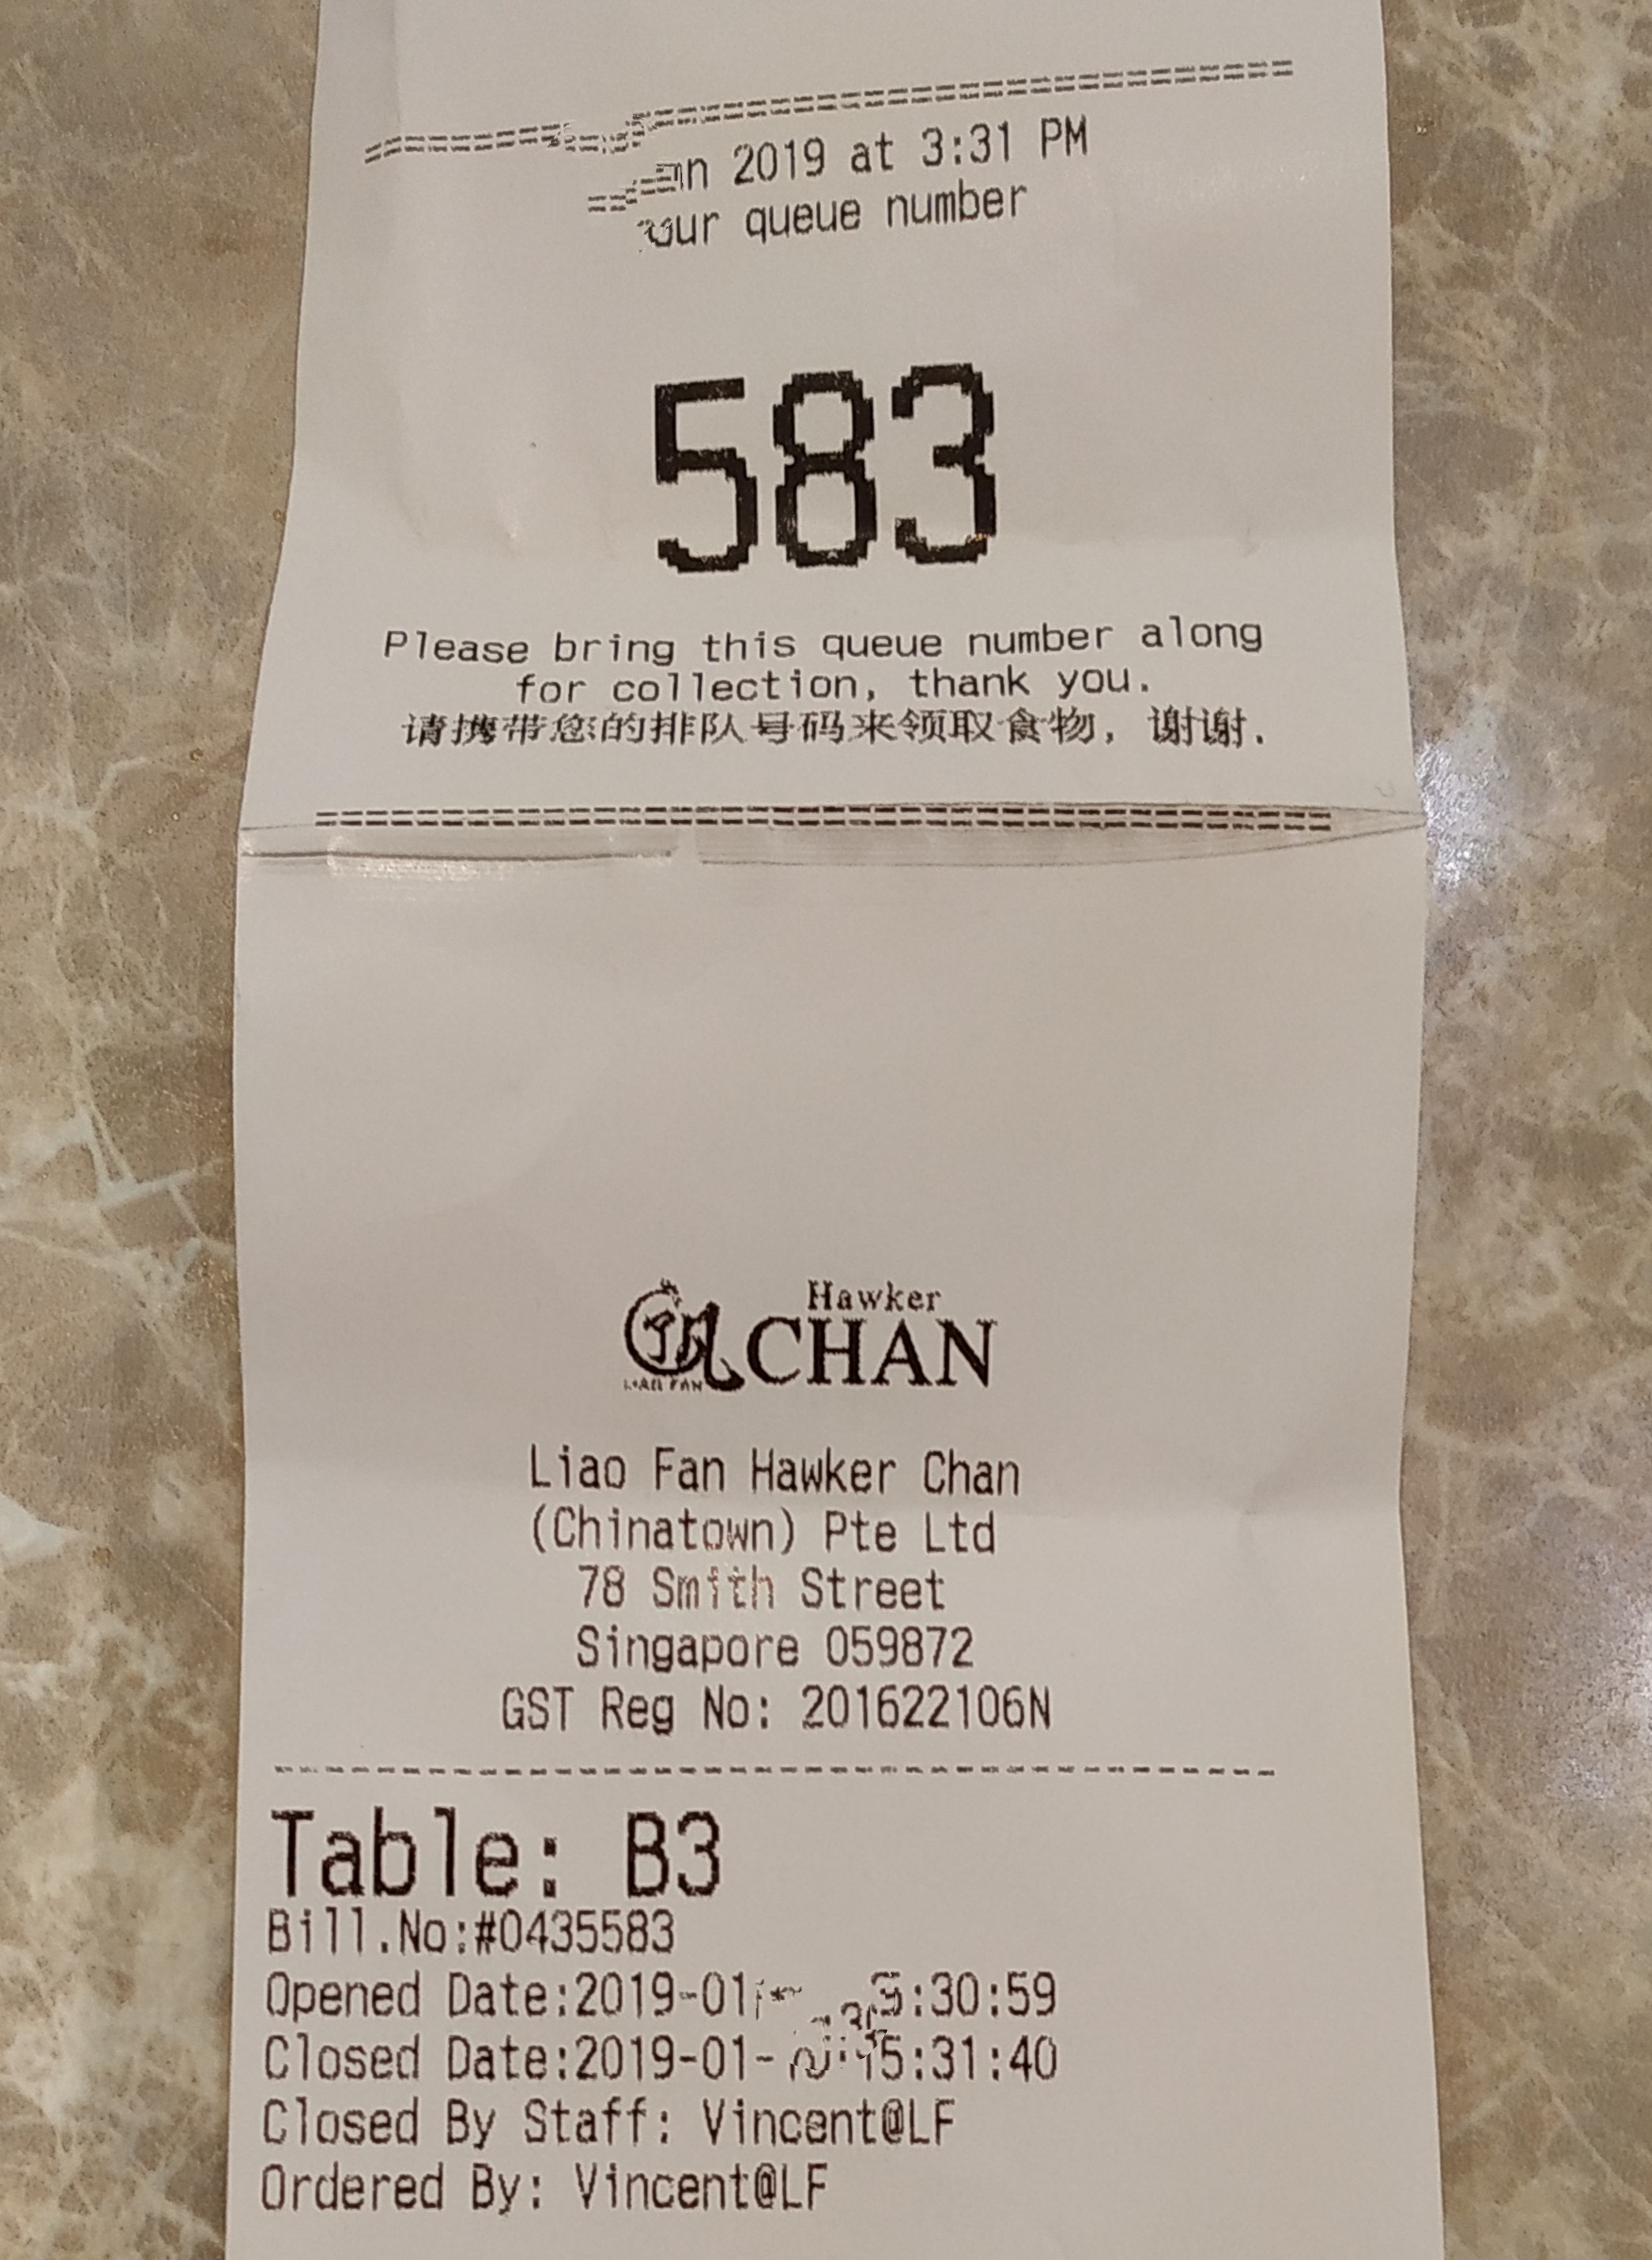 2019 at 3:31 PM
queue number
583
Please bring this queue number along
for collection, thank you.
请携带您的排队号码来领取食物, 谢谢.
Hawker
CHAN
LIAO FAN
Liao Fan Hawker Chan
(Chinatown) Pte Ltd
78 Smith Street
Singapore 059872
GST Reg No: 201622106N
Table: B3
Bill.No:#0435583
Opened Date:2019-01
Closed Date:2019-01- 15:31:40
Closed By Staff: Vincent@LF
Ordered By: Vincent@LF